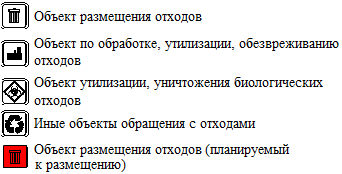 Объект размещения отходов
Объект по обработке, утилизации, обезвреживанию
отходов
Объект утилизации, уничтожения биологических
отходов
Иные объекты обращения с отходами
Объект размещения отходов (планируемый
к размещению)